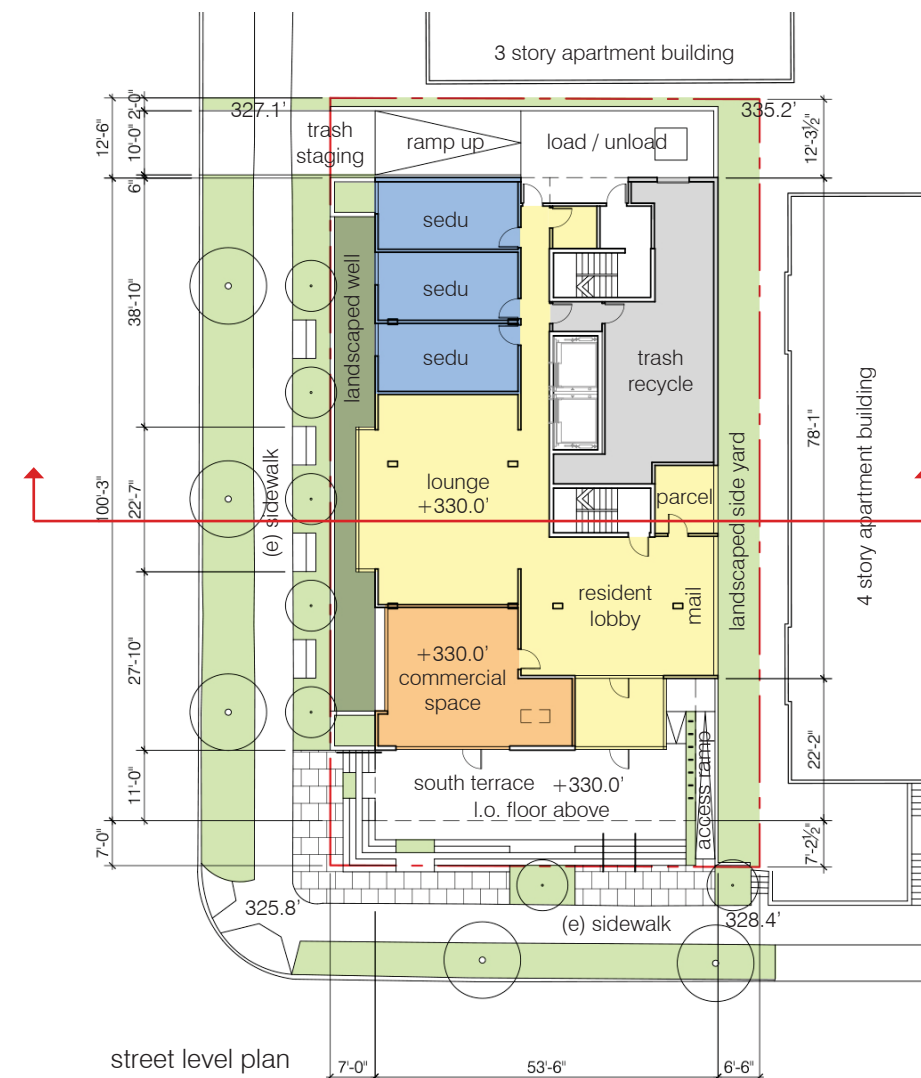 3 story apartment building
327.1'
335.2'
trash
staging
ramp up
load / unload
2'-0"
12'-6"
10'-0"
6"
12'-3½"
sedu
sedu
sedu
landscaped well
38'-10"
trash
recycle
78'-1"
4 story apartment building
landscaped side yard
lounge
+330.0'
parcel
100'-3"
22'-7"
(e) sidewalk
resident
lobby
mail
27'-10"
+330.0'
commercial
space
22'-2"
access ramp
south terrace +330.0'
l.o. floor above
11'-0"
7'-0"
7'-2½"
325.8'
(e) sidewalk
328.4'
street level plan
7'-0"
53'-6"
6'-6"